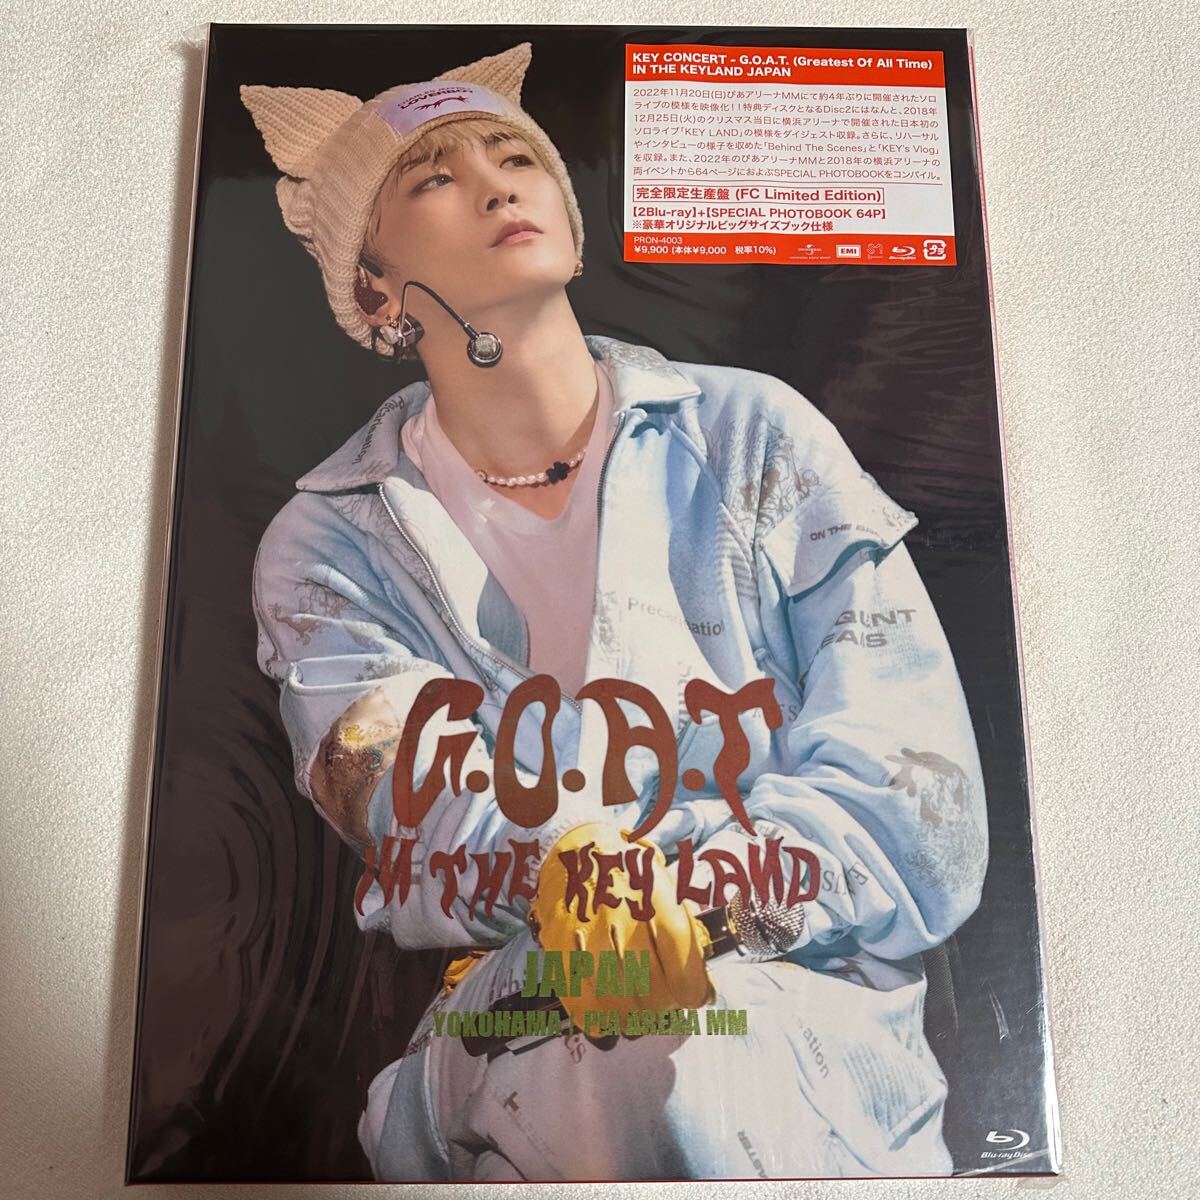 KEY CONCERT - G.O.A.T. (Greatest Of All Time)
IN THE KEYLAND JAPAN
2022年11月20日(日)ぴあアリーナMMにて約4年ぶりに開催されたソロ
ライブの模様を映像化！！特典ディスクとなるDisc2にはなんと、2018年
12月25日(火)のクリスマス当日に横浜アリーナで開催された日本初の
ソロライブ「KEY LAND」の模様をダイジェスト収録。さらに、リハーサル
やインタビューの様子を収めた「Behind The Scenes」と「KEY's Vlog」
を収録。また、2022年のぴあアリーナMMと2018年の横浜アリーナの
両イベントから64ページにおよぶSPECIAL PHOTOBOOKをコンパイル。
完全限定生産盤 (FC Limited Edition)
【2Blu-ray】+【SPECIAL PHOTOBOOK 64P】
※豪華オリジナルビッグサイズブック仕様
PRON-4003
¥9,900 (本体¥9,000 税率10%)
UNIVERSAL
EMI
Blu-ray Disc
Precarisation
ON THE
QUINT
Precarisatio
G.O.A.T
IN THE KEY LAND
JAPAN
YOKOHAMA | PIA ARENA MM
Blu-ray Disc